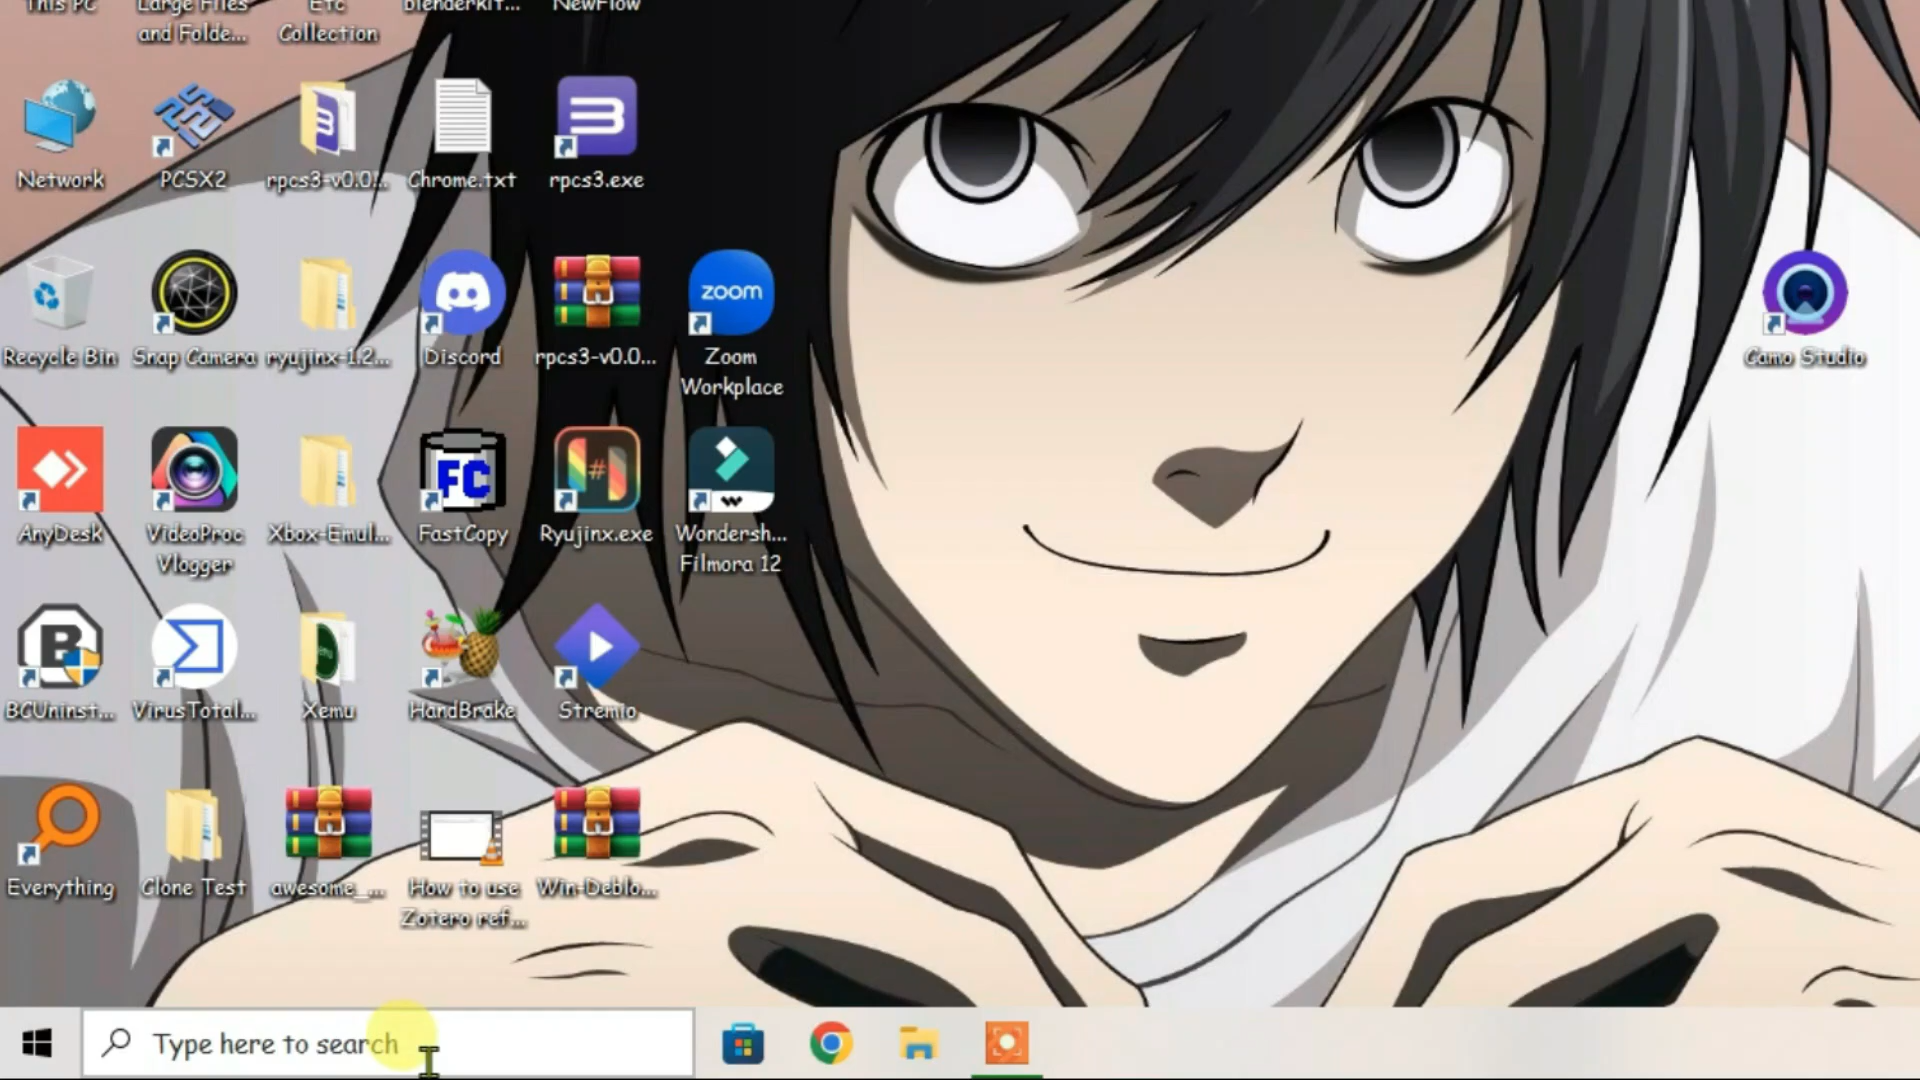 This PC
Large Files
and Folde...
Etc
Collection
blenderkit...
NewFlow
Network
PCSX2
rpcs3-v0.0...
Chrome.txt
rpcs3.exe
Recycle Bin
Snap Camera
ryujinx-1.2...
Discord
rpcs3-v0.0...
zoom
Zoom
Workplace
Camo Studio
AnyDesk
VideoProc
Vlogger
Xbox-Emul...
FC
FastCopy
Ryujinx.exe
Wondersh...
Filmora 12
BCUninst...
VirusTotal...
Xemu
HandBrake
Stremio
Everything
Clone Test
awesome_...
How to use
Zotero ref...
Win-Deblo...
Type here to search